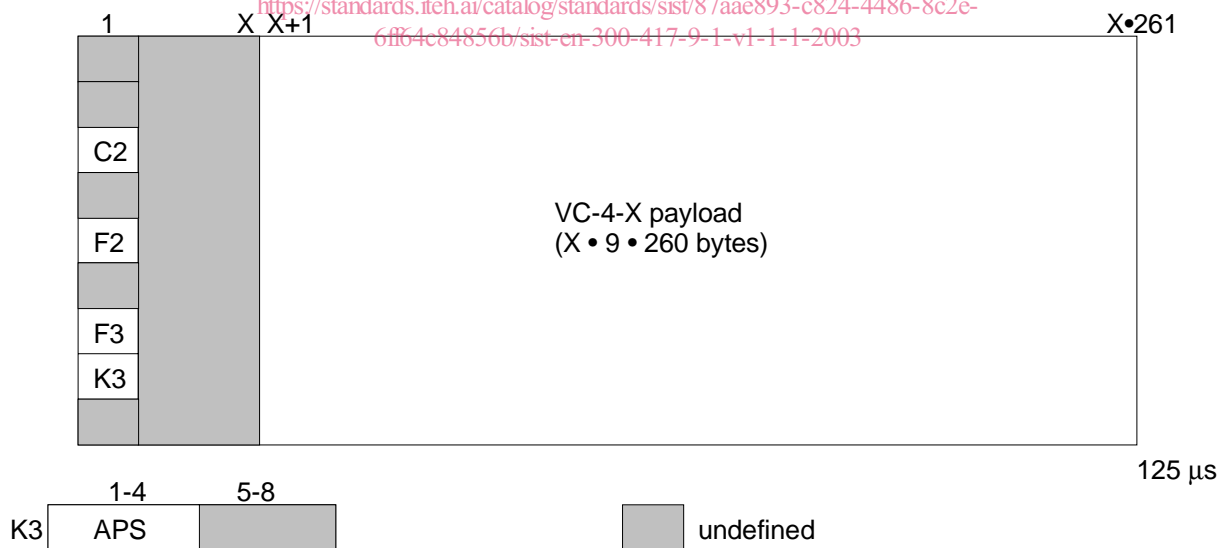 https://standards.iteh.ai/catalog/standards/sist/87aae893-c824-4486-8c2e-
6ff64c84856b/sist-en-300-417-9-1-v1-1-1-2003
1 X X+1 X•261
C2
F2
F3
K3
VC-4-X payload
(X • 9 • 260 bytes)
125 μs
1-4 5-8
K3 APS undefined